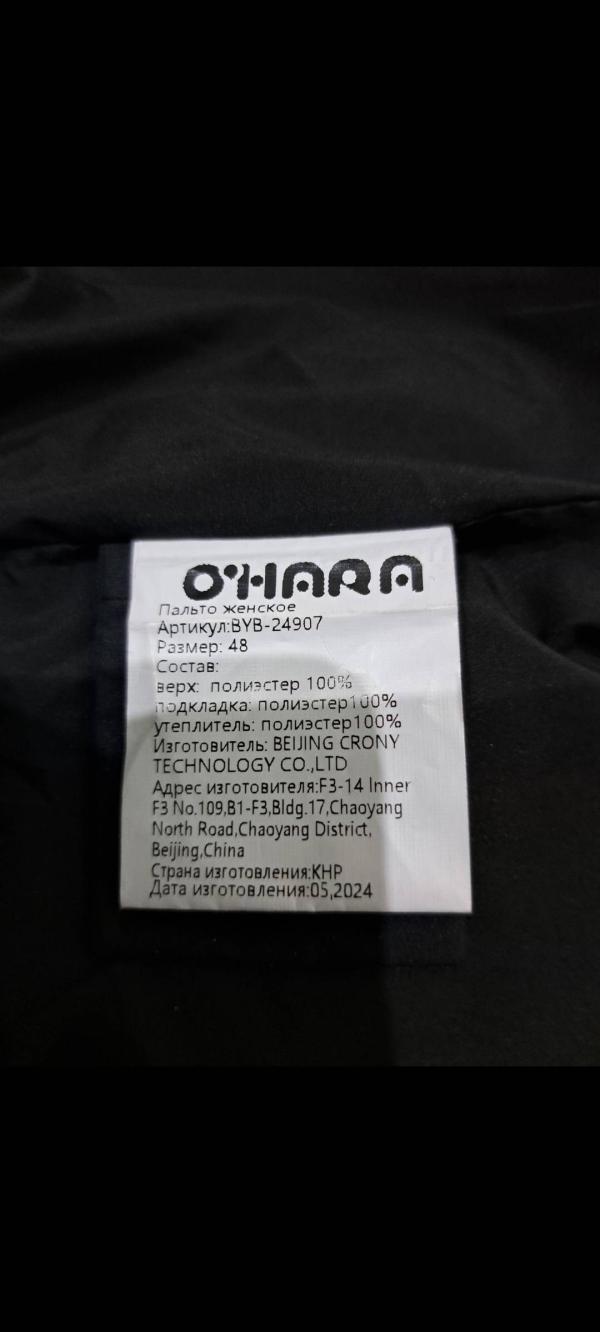 O'HARA
Пальто женское
Артикул:BYB-24907
Размер: 48
Состав:
верх: полиэстер 100%
подкладка: полиэстер100%
утеплитель: полиэстер100%
Изготовитель: BEIJING CRONY
TECHNOLOGY CO.,LTD
Адрес изготовителя:F3-14 Inner
F3 No.109,B1-F3,Bldg.17,Chaoyang
North Road,Chaoyang District,
Beijing,China
Страна изготовления:КНР
Дата изготовления:05,2024